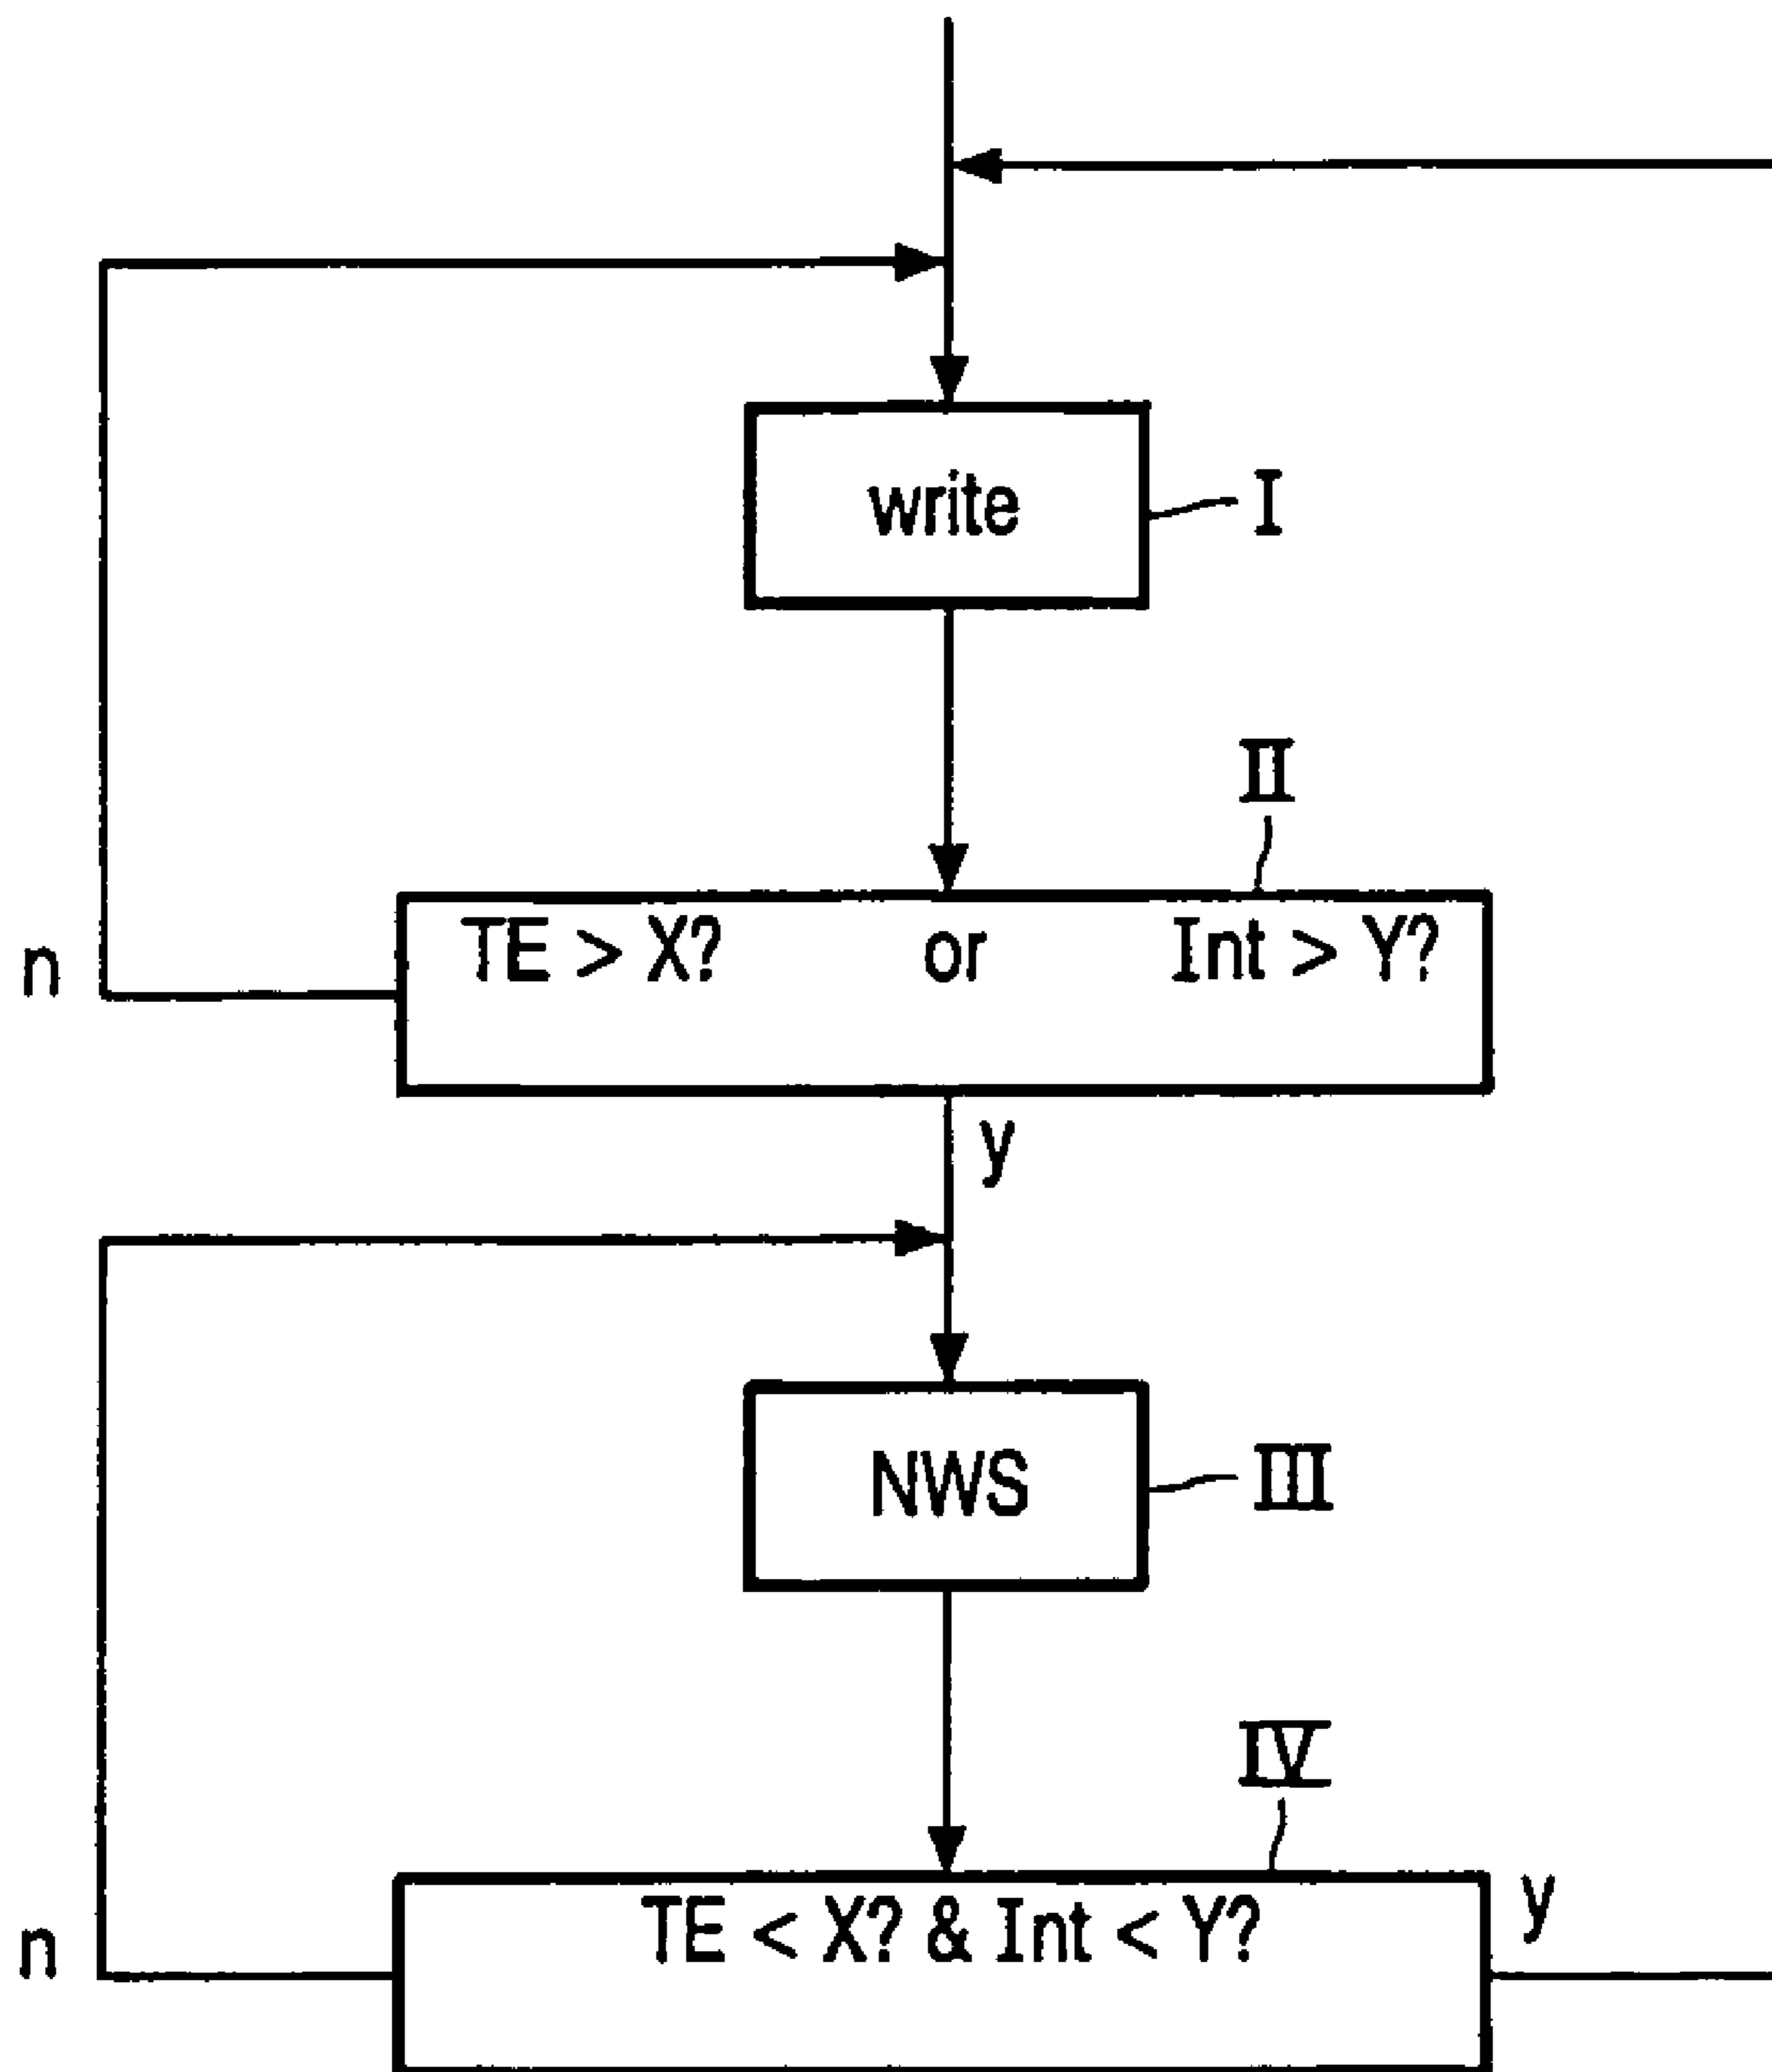 write
I
II
n
TE > X? or Int > Y?
y
NWS
III
IV
n
TE < X? & Int < Y?
y